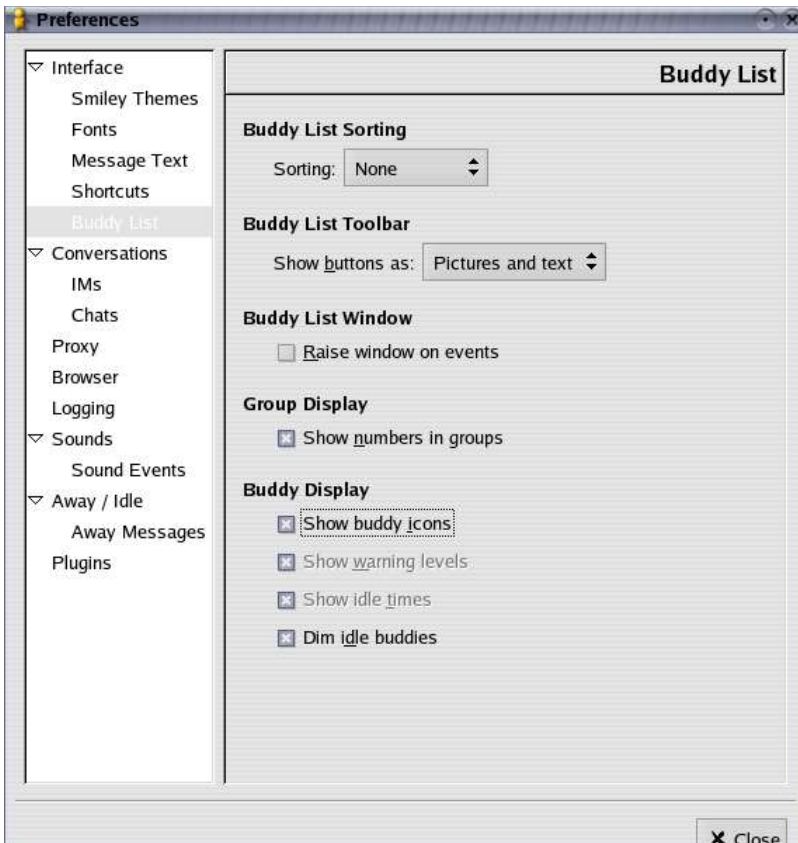 Preferences
Interface
Smiley Themes
Fonts
Message Text
Shortcuts
Buddy List
Conversations
IMs
Chats
Proxy
Browser
Logging
Sounds
Sound Events
Away / Idle
Away Messages
Plugins
Buddy List
Buddy List Sorting
Sorting: None
Buddy List Toolbar
Show buttons as: Pictures and text
Buddy List Window
Raise window on events
Group Display
Show numbers in groups
Buddy Display
Show buddy icons
Show warning levels
Show idle times
Dim idle buddies
Close